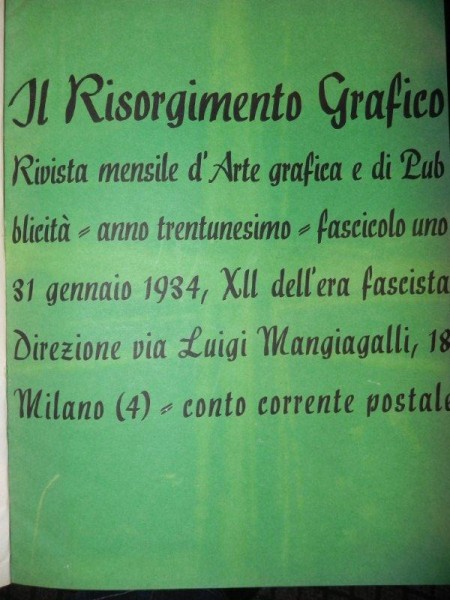 Il Risorgimento Grafico
Rivista mensile d'Arte grafica e di Pub
blicità = anno trentunesimo = fascicolo uno
31 gennaio 1934, XII dell'era fascista
Direzione via Luigi Mangiagalli, 18
Milano (4) = conto corrente postale